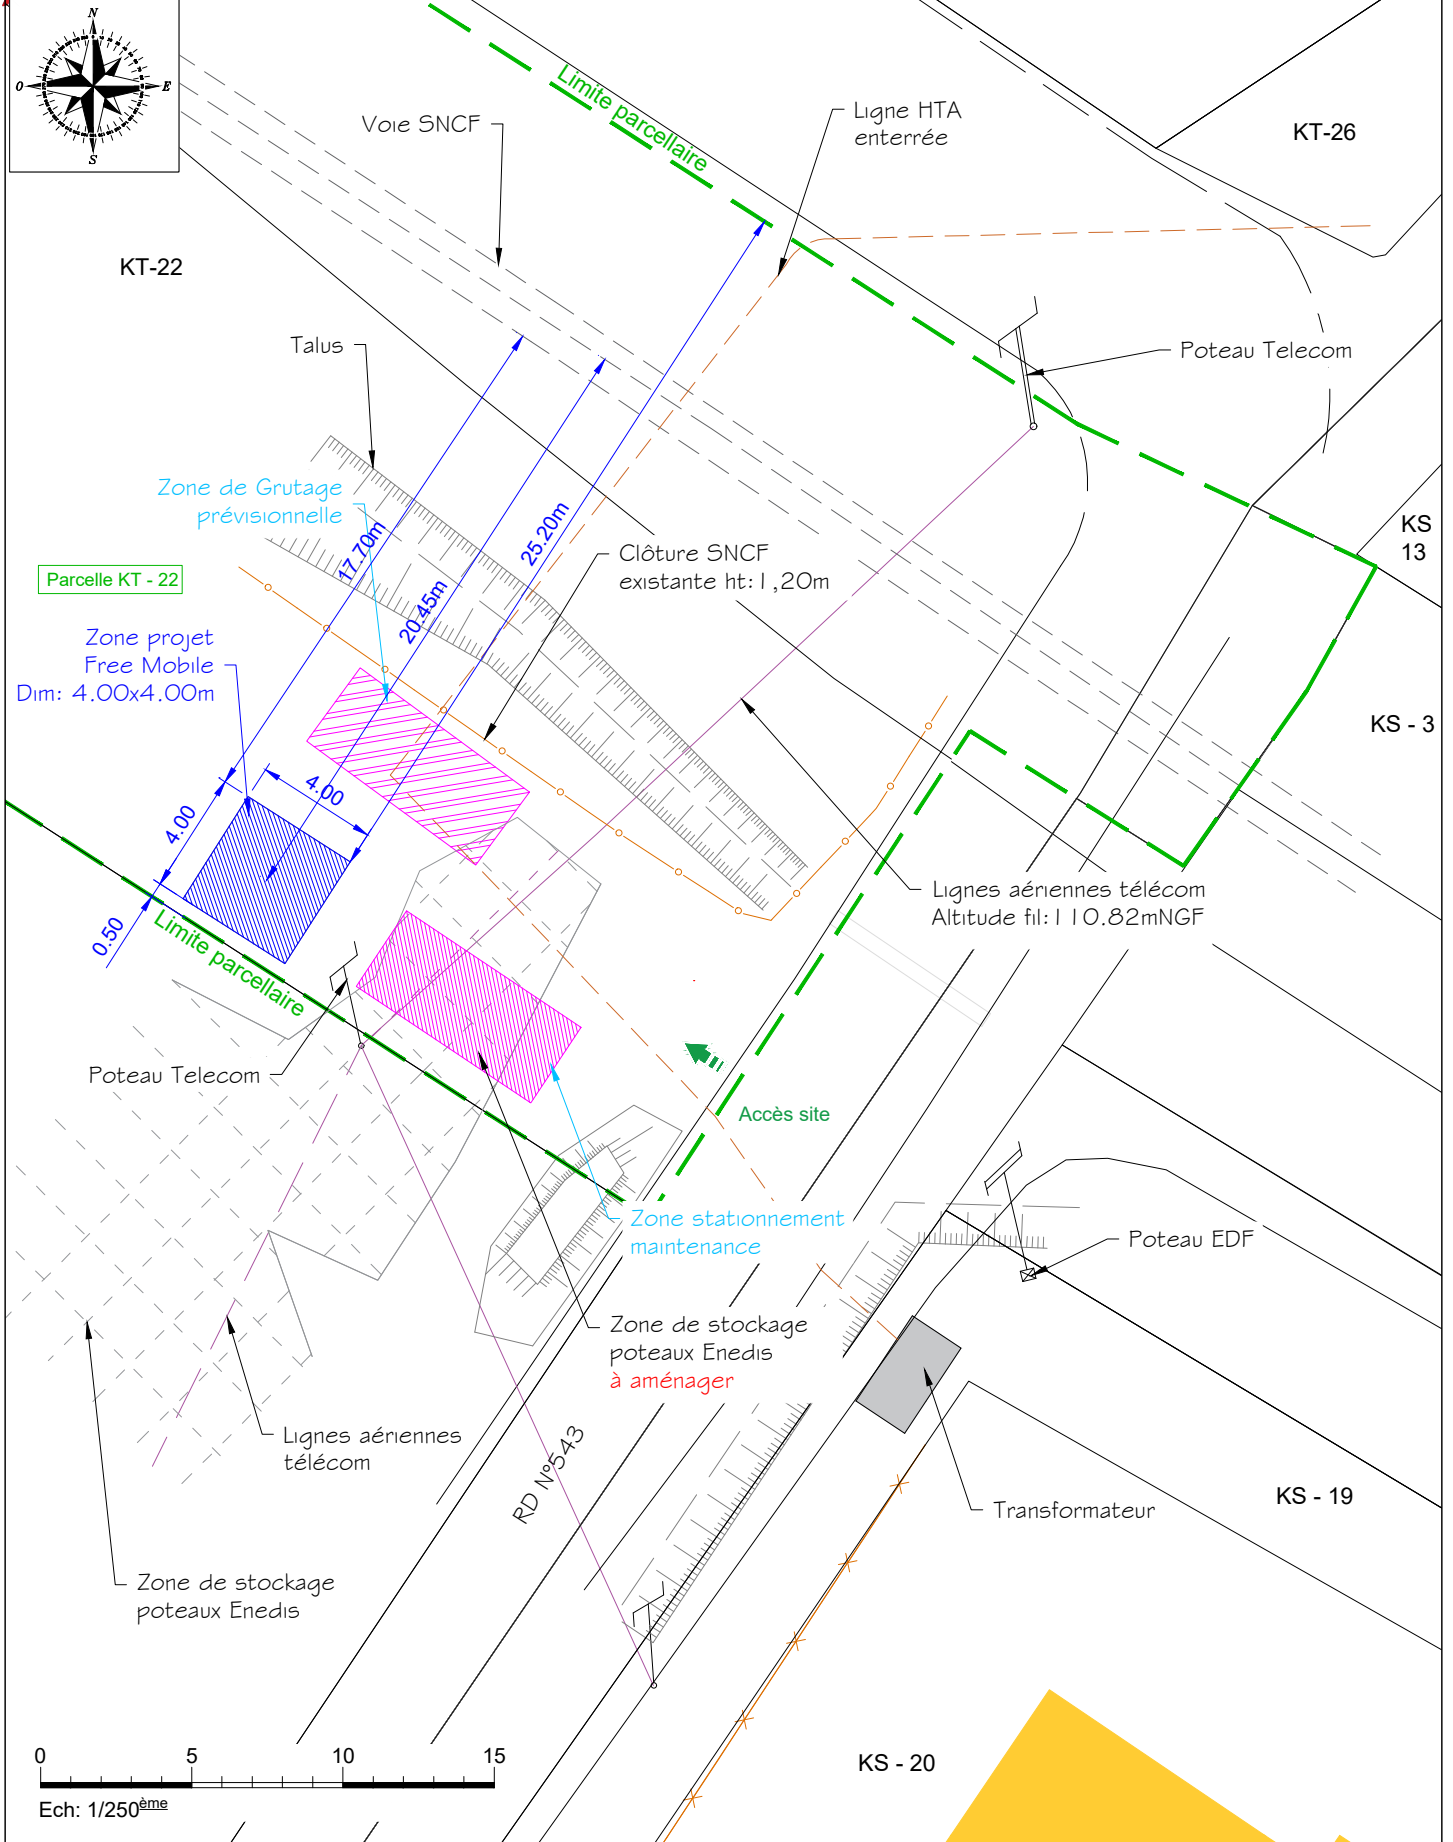 N
O
E
S
Voie SNCF
Limite parcellaire
Ligne HTA
enterrée
KT-26
KT-22
Talus
Poteau Telecom
Zone de Grutage
prévisionnelle
17.70m
20.45m
25.20m
Clôture SNCF
existante ht:1,20m
KS
13
Parcelle KT - 22
Zone projet
Free Mobile
Dim: 4.00x4.00m
KS - 3
4.00
4.00
0.50
Limite parcellaire
Lignes aériennes télécom
Altitude fil:110.82mNGF
Poteau Telecom
Accès site
Zone stationnement
maintenance
Poteau EDF
Zone de stockage
poteaux Enedis
à aménager
Lignes aériennes
télécom
RD N°543
Transformateur
KS - 19
Zone de stockage
poteaux Enedis
KS - 20
0 5 10 15
Ech: 1/250ème